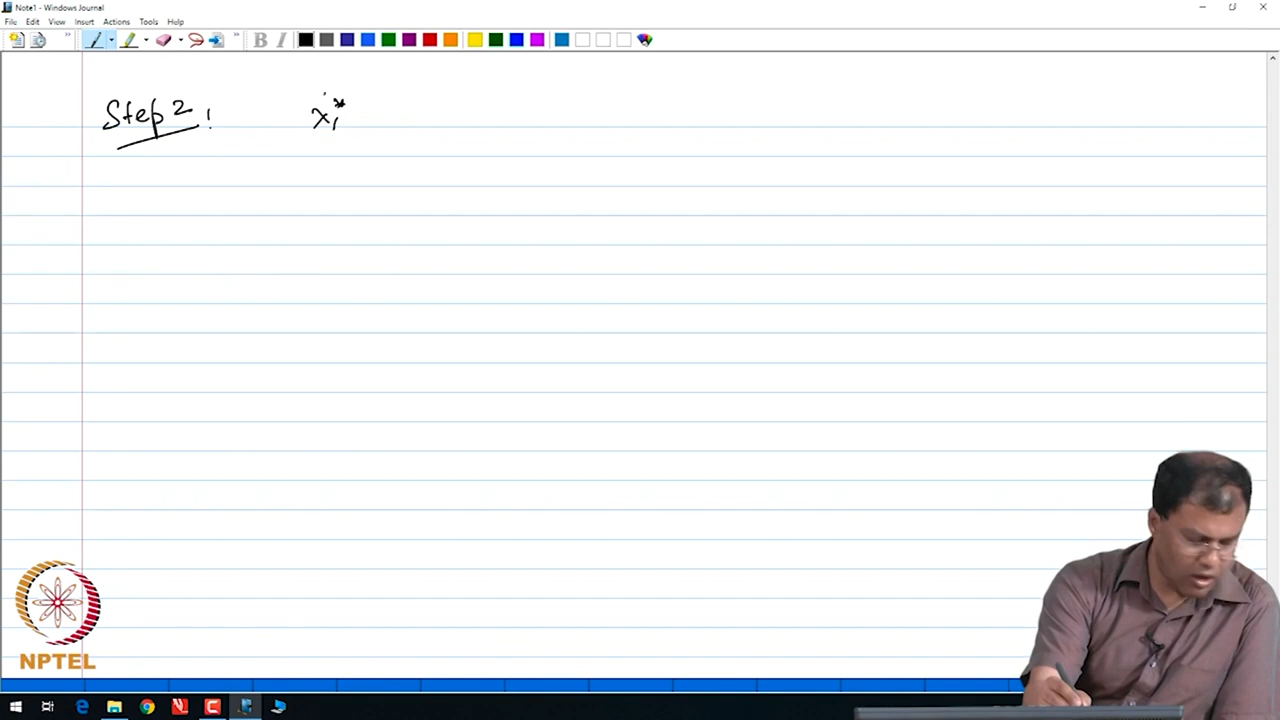 Note1 - Windows Journal
File Edit View Insert Actions Tools Help
B I
Step 2 : x₁*
NPTEL